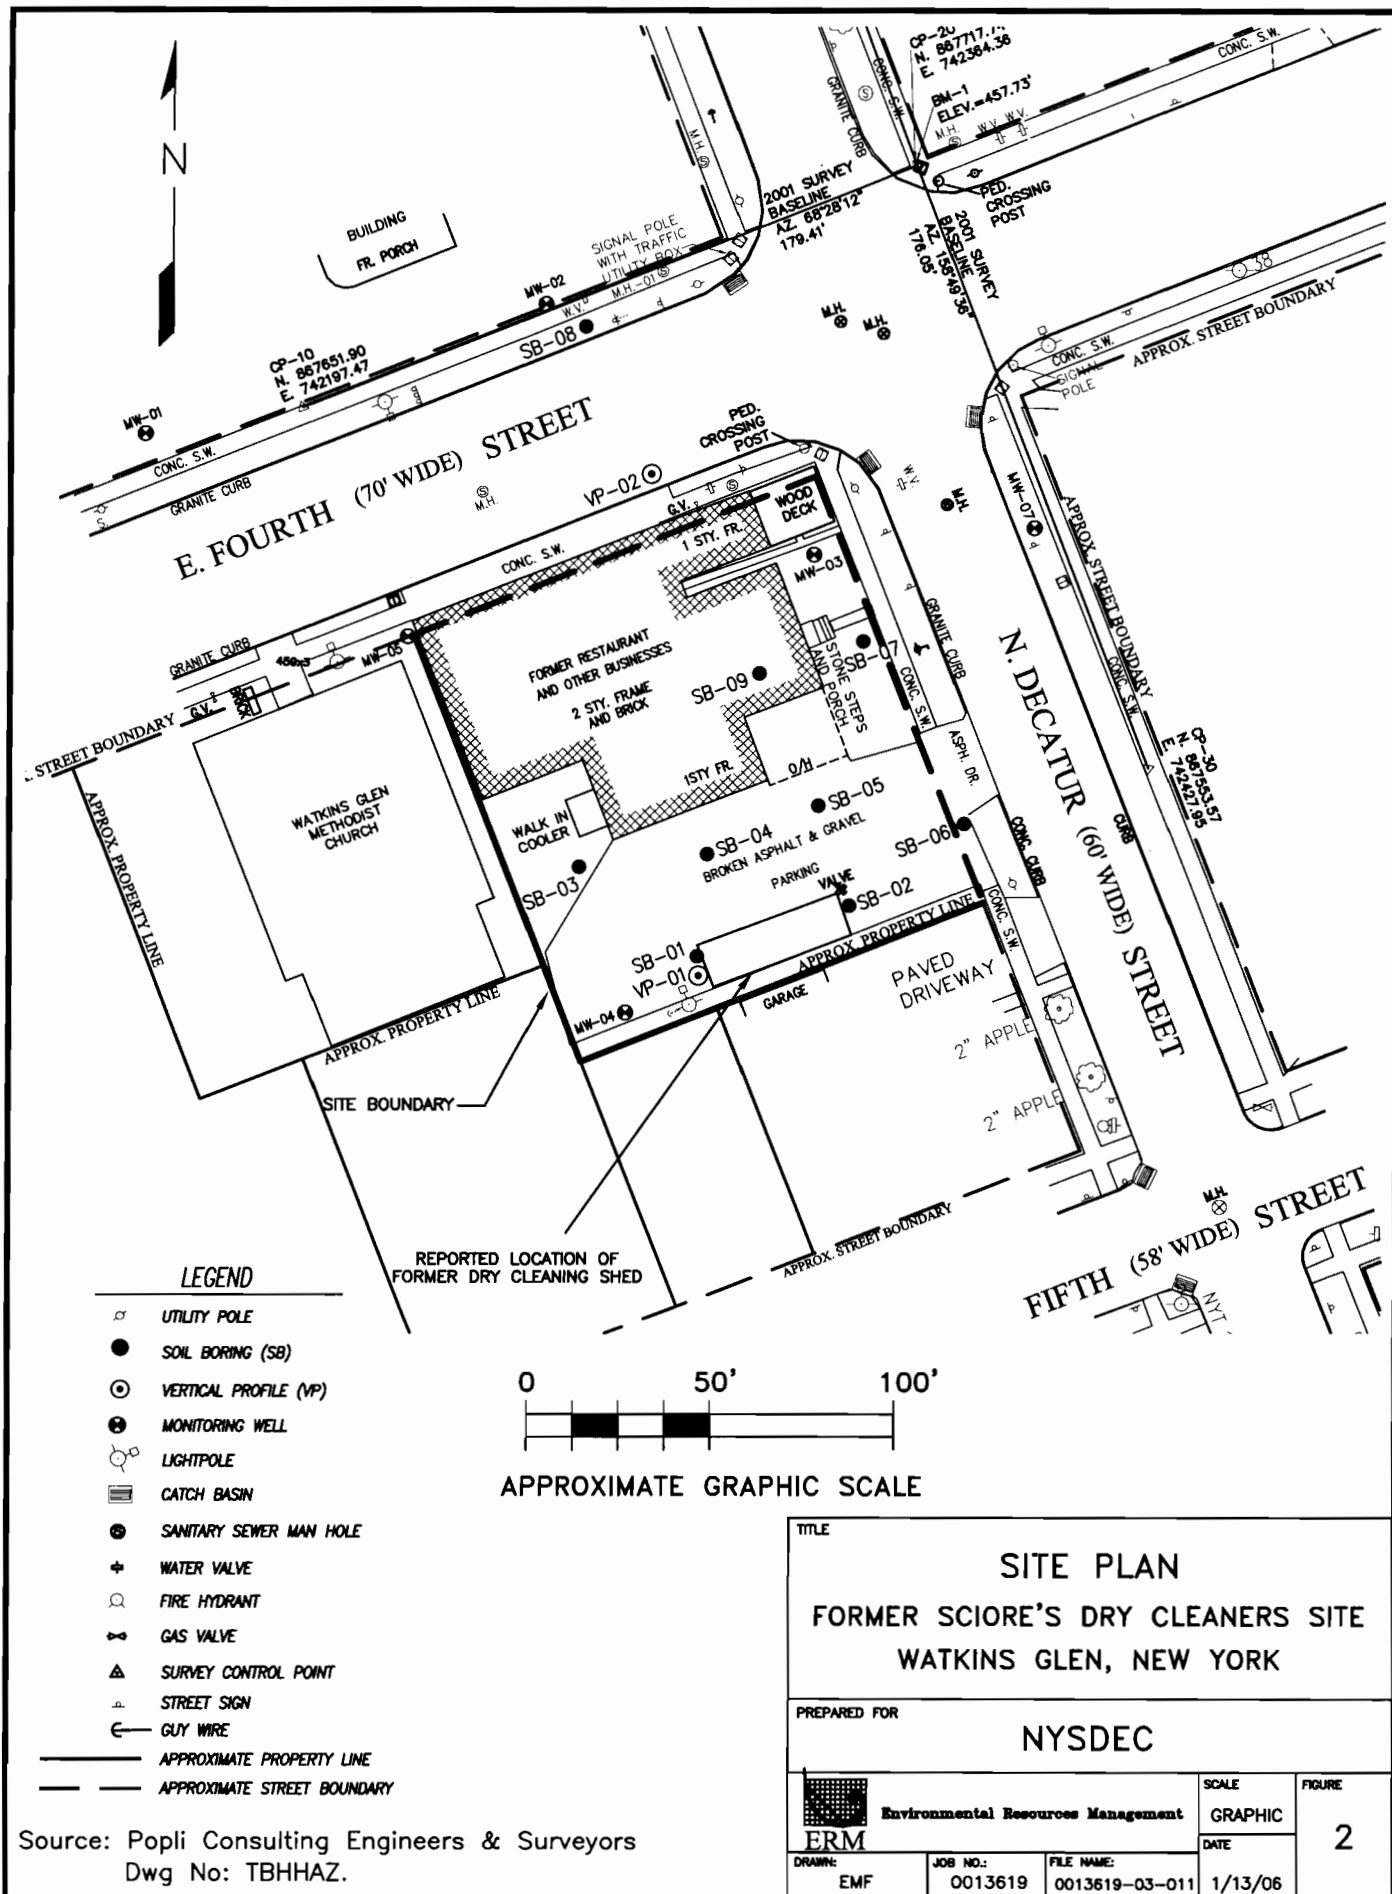 CP-20
N. 867717.74
E. 742364.36
BM-1
ELEV.=457.73'
CONC. S.W.
CONC. S.W.
GRANITE CURB
M.H.
W.V. W.V.
M.H.
N
PED.
CROSSING
POST
2001 SURVEY
BASELINE
AZ. 68°28'12"
179.41'
2001 SURVEY
BASELINE
AZ. 158°49'36"
176.05'
BUILDING
FR. PORCH
SIGNAL POLE
WITH TRAFFIC
UTILITY BOX
M.H.-01
W.V.
MW-02
SB-08
38
M.H.
M.H.
APPROX. STREET BOUNDARY
CONC. S.W.
SIGNAL
POLE
CP-10
N. 867651.90
E. 742197.47
MW-01
CONC. S.W.
GRANITE CURB
E. FOURTH (70' WIDE) STREET
M.H.
PED.
CROSSING
POST
VP-02
G.V.
W.V.
M.H.
MW-07
WOOD
DECK
1 STY. FR.
CONC. S.W.
MW-03
APPROX. STREET BOUNDARY
GRANITE CURB
459x3
MW-05
G.V.
BRICK
FORMER RESTAURANT
AND OTHER BUSINESSES
2 STY. FRAME
AND BRICK
SB-09
SB-07
STONE STEPS
AND PORCH
GRANITE CURB
CONC. S.W.
N. DECATUR (60' WIDE) STREET
CONC. S.W.
CP-30
N. 867553.57
E. 742427.95
CURB
STREET BOUNDARY
APPROX. PROPERTY LINE
WATKINS GLEN
METHODIST
CHURCH
1STY FR.
O/H
ASPH. DR.
WALK IN
COOLER
SB-05
SB-04
SB-06
BROKEN ASPHALT & GRAVEL
PARKING
VALVE
SB-03
SB-02
CONC. CURB
CONC. S.W.
SB-01
VP-01
APPROX. PROPERTY LINE
PAVED
DRIVEWAY
GARAGE
MW-04
APPROX. PROPERTY LINE
2" APPLE
2" APPLE
SITE BOUNDARY
M.H.
FIFTH (58' WIDE) STREET
APPROX. STREET BOUNDARY
REPORTED LOCATION OF
FORMER DRY CLEANING SHED
LEGEND
UTILITY POLE
SOIL BORING (SB)
VERTICAL PROFILE (VP)
MONITORING WELL
LIGHTPOLE
CATCH BASIN
SANITARY SEWER MAN HOLE
WATER VALVE
FIRE HYDRANT
GAS VALVE
SURVEY CONTROL POINT
STREET SIGN
GUY WIRE
APPROXIMATE PROPERTY LINE
APPROXIMATE STREET BOUNDARY
0 50' 100'
APPROXIMATE GRAPHIC SCALE
Source: Popli Consulting Engineers & Surveyors
Dwg No: TBHHAZ.
TITLE
SITE PLAN
FORMER SCIORE'S DRY CLEANERS SITE
WATKINS GLEN, NEW YORK
PREPARED FOR
NYSDEC
ERM
Environmental Resources Management
SCALE
GRAPHIC
FIGURE
2
DATE
1/13/06
DRAWN:
EMF
JOB NO.:
0013619
FILE NAME:
0013619-03-011